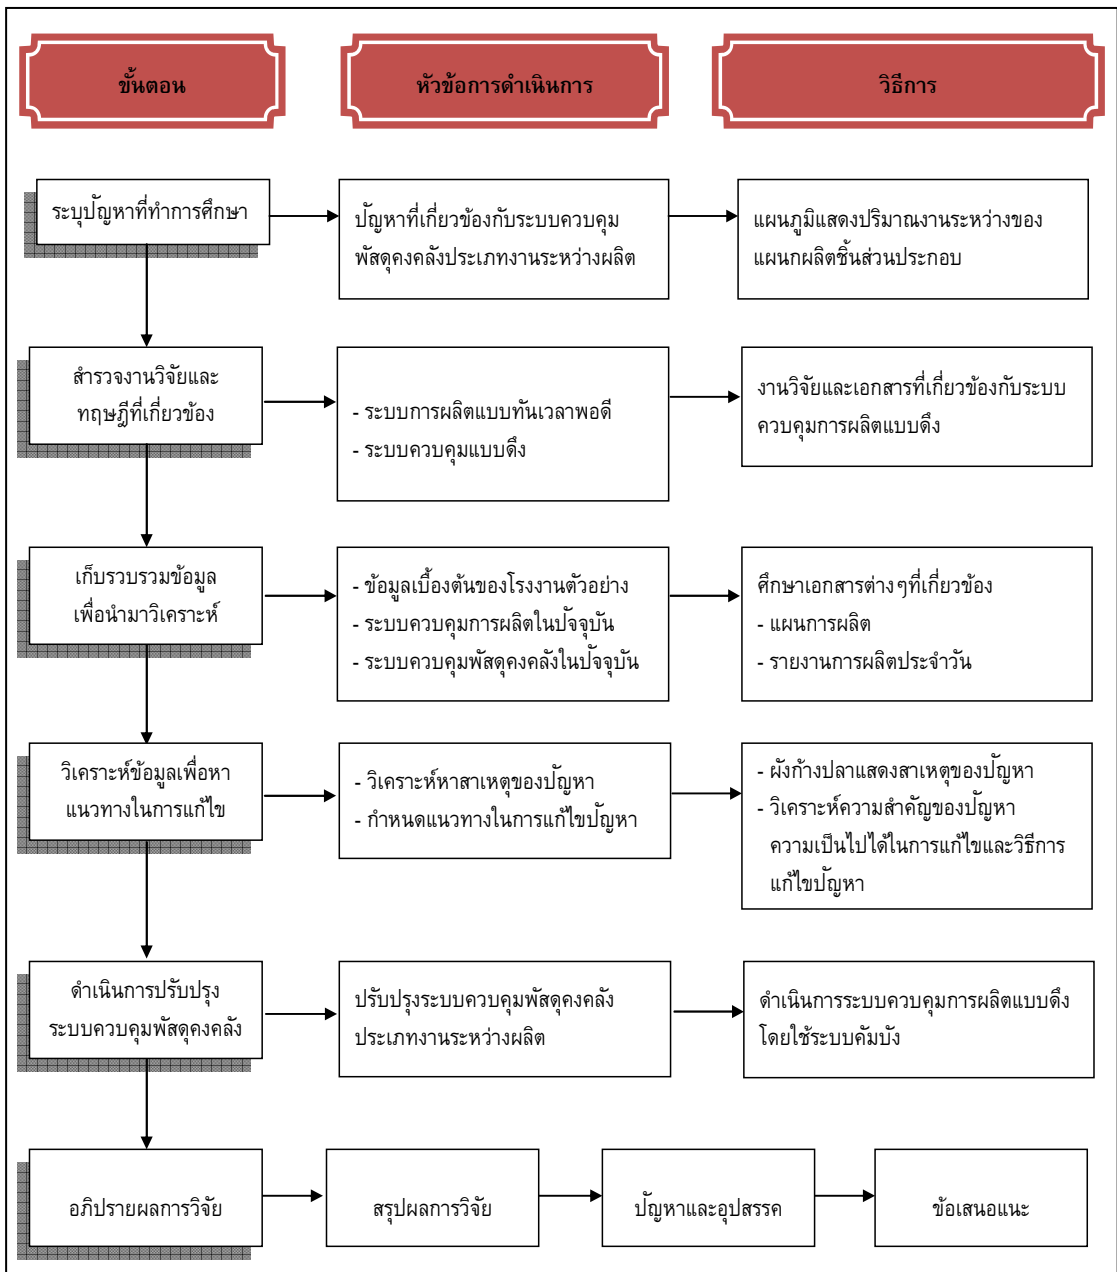 ขั้นตอน
หัวข้อการดำเนินการ
วิธีการ
ระบุปัญหาที่ทำการศึกษา
ปัญหาที่เกี่ยวข้องกับระบบควบคุม
พัสดุคงคลังประเภทงานระหว่างผลิต
แผนภูมิแสดงปริมาณงานระหว่างของ
แผนกผลิตชิ้นส่วนประกอบ
สำรวจงานวิจัยและ
ทฤษฎีที่เกี่ยวข้อง
- ระบบการผลิตแบบทันเวลาพอดี
- ระบบควบคุมแบบดึง
งานวิจัยและเอกสารที่เกี่ยวข้องกับระบบ
ควบคุมการผลิตแบบดึง
เก็บรวบรวมข้อมูล
เพื่อนำมาวิเคราะห์
- ข้อมูลเบื้องต้นของโรงงานตัวอย่าง
- ระบบควบคุมการผลิตในปัจจุบัน
- ระบบควบคุมพัสดุคงคลังในปัจจุบัน
ศึกษาเอกสารต่างๆที่เกี่ยวข้อง
- แผนการผลิต
- รายงานการผลิตประจำวัน
วิเคราะห์ข้อมูลเพื่อหา
แนวทางในการแก้ไข
- วิเคราะห์หาสาเหตุของปัญหา
- กำหนดแนวทางในการแก้ไขปัญหา
- ผังก้างปลาแสดงสาเหตุของปัญหา
- วิเคราะห์ความสำคัญของปัญหา
ความเป็นไปได้ในการแก้ไขและวิธีการ
แก้ไขปัญหา
ดำเนินการปรับปรุง
ระบบควบคุมพัสดุคงคลัง
ปรับปรุงระบบควบคุมพัสดุคงคลัง
ประเภทงานระหว่างผลิต
ดำเนินการระบบควบคุมการผลิตแบบดึง
โดยใช้ระบบคัมบัง
อภิปรายผลการวิจัย
สรุปผลการวิจัย
ปัญหาและอุปสรรค
ข้อเสนอแนะ